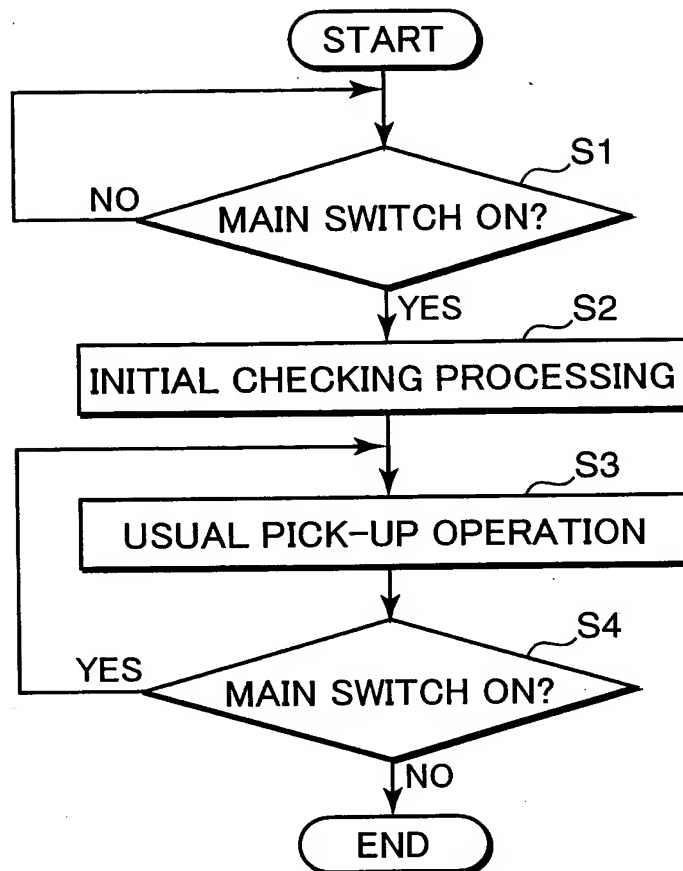 START
S1
NO
MAIN SWITCH ON?
YES
S2
INITIAL CHECKING PROCESSING
S3
USUAL PICK-UP OPERATION
S4
YES
MAIN SWITCH ON?
NO
END